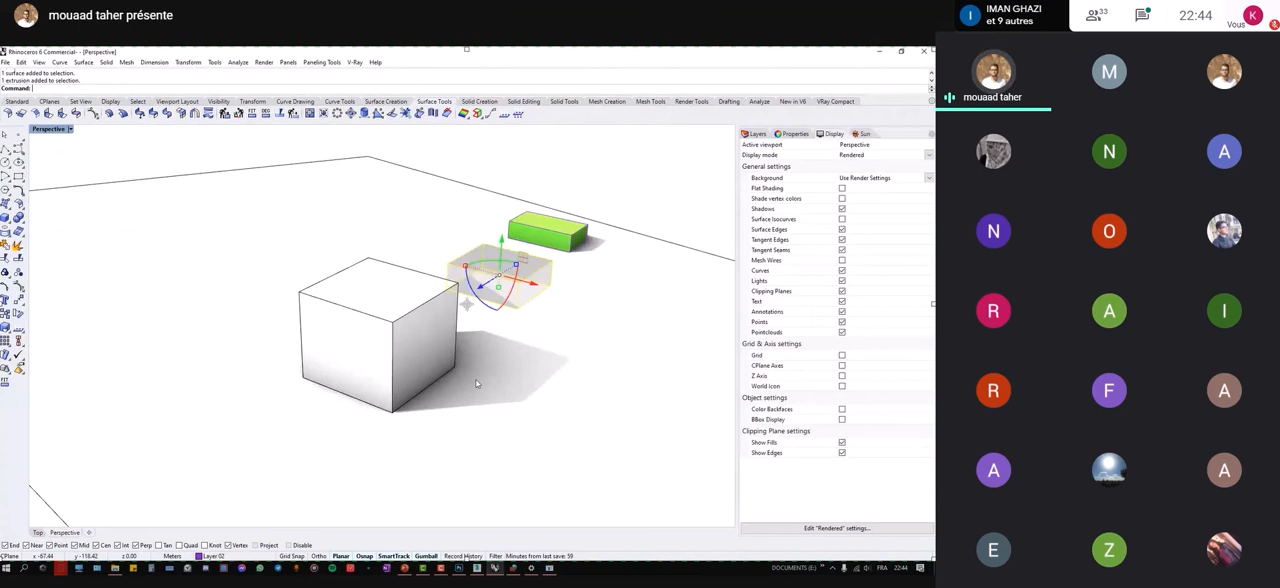 mouaad taher présente
IMAN GHAZI
et 9 autres
33
22:44
K
Vous
Rhinoceros 6 Commercial- - [Perspective]
File Edit View Curve Surface Solid Mesh Dimension Transform Tools Analyze Render Panels Paneling Tools V-Ray Help
1 surface added to selection.
1 extrusion added to selection.
Command:
Standard CPlanes Set View Display Select Viewport Layout Visibility Transform Curve Drawing Curve Tools Surface Creation Surface Tools Solid Creation Solid Editing Solid Tools Mesh Creation Mesh Tools Render Tools Drafting Analyze New in V6 VRay Compact
Perspective
Layers Properties Display Sun
Active viewport Perspective
Display mode Rendered
General settings
Background Use Render Settings
Flat Shading
Shade vertex colors
Shadows
Surface Isocurves
Surface Edges
Tangent Edges
Tangent Seams
Mesh Wires
Curves
Lights
Clipping Planes
Text
Annotations
Points
Pointclouds
Grid & Axis settings
Grid
CPlane Axes
Z Axis
World Icon
Object settings
Color Backfaces
BBox Display
Clipping Plane settings
Show Fills
Show Edges
Edit "Rendered" settings...
Top Perspective
End Near Point Mid Cen Int Perp Tan Quad Knot Vertex Project Disable
CPlane x -67.44 y -118.42 z 0.00 Meters Layer 02 Grid Snap Ortho Planar Osnap SmartTrack Gumball Record History Filter Minutes from last save: 59
DOCUMENTS (E:) FRA 22:44
M
mouaad taher
N A
N O
R A I
R F A
A A
E Z